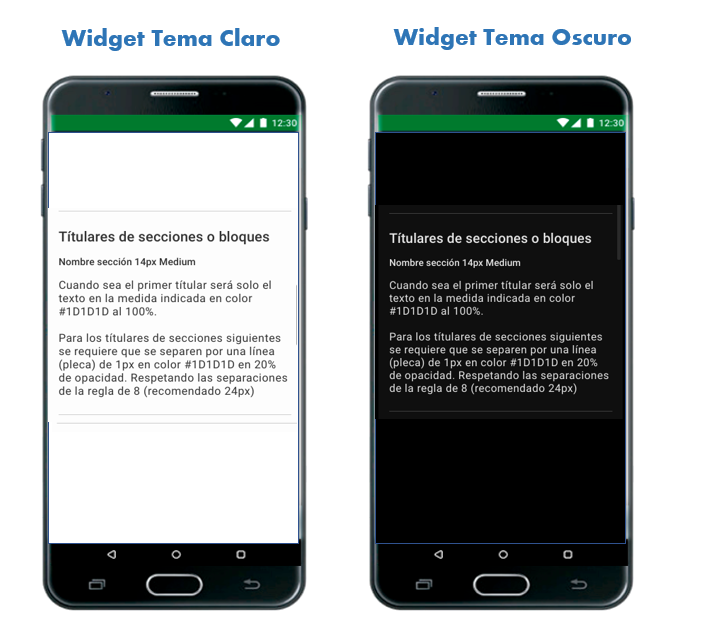 Widget Tema Claro
12:30
Títulares de secciones o bloques
Nombre sección 14px Medium
Cuando sea el primer títular será solo el
texto en la medida indicada en color
#1D1D1D al 100%.
Para los títulares de secciones siguientes
se requiere que se separen por una línea
(pleca) de 1px en color #1D1D1D en 20%
de opacidad. Respetando las separaciones
de la regla de 8 (recomendado 24px)
Widget Tema Oscuro
12:30
Títulares de secciones o bloques
Nombre sección 14px Medium
Cuando sea el primer títular será solo el
texto en la medida indicada en color
#1D1D1D al 100%.
Para los títulares de secciones siguientes
se requiere que se separen por una línea
(pleca) de 1px en color #1D1D1D en 20%
de opacidad. Respetando las separaciones
de la regla de 8 (recomendado 24px)